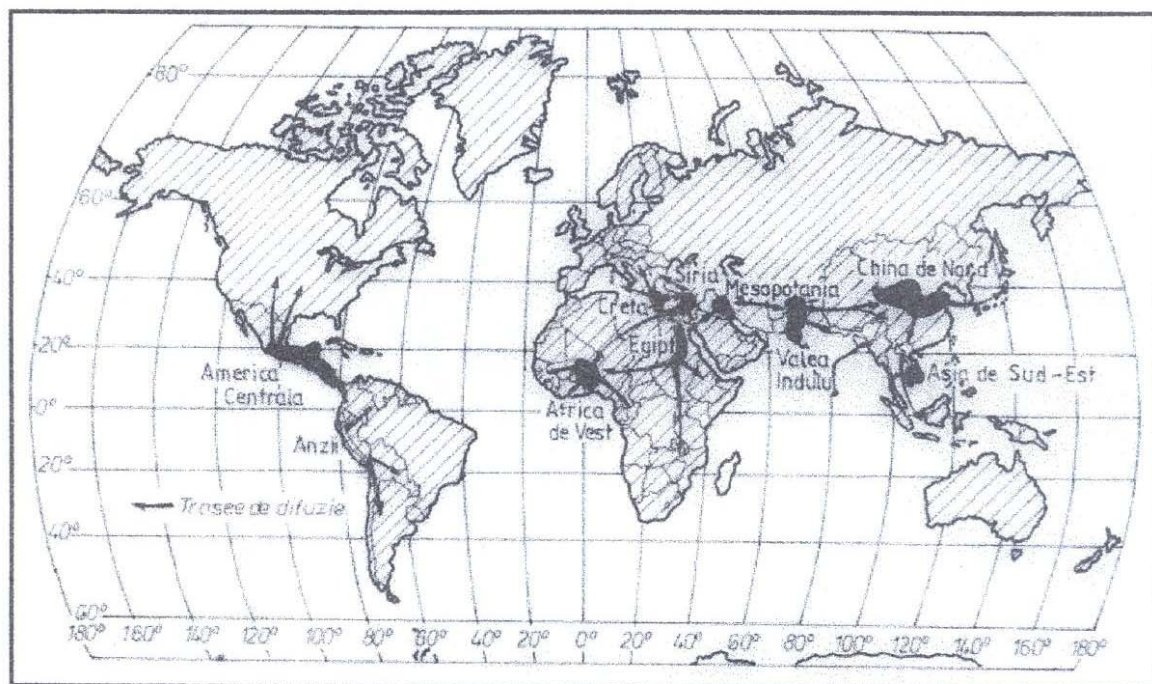 80°
60°
40°
20°
0°
20°
40°
60°
America
Centrala
Anzii
Trasee de difuzie
Siria
Mesopotania
China de Nord
Creta
Egipt
Valea
Indulu
Asia de Sud-Est
Africa
de Vest
180° 160° 140° 120° 100° 80° 60° 40° 20° 0° 20° 40° 60° 80° 100° 120° 140° 160° 180°